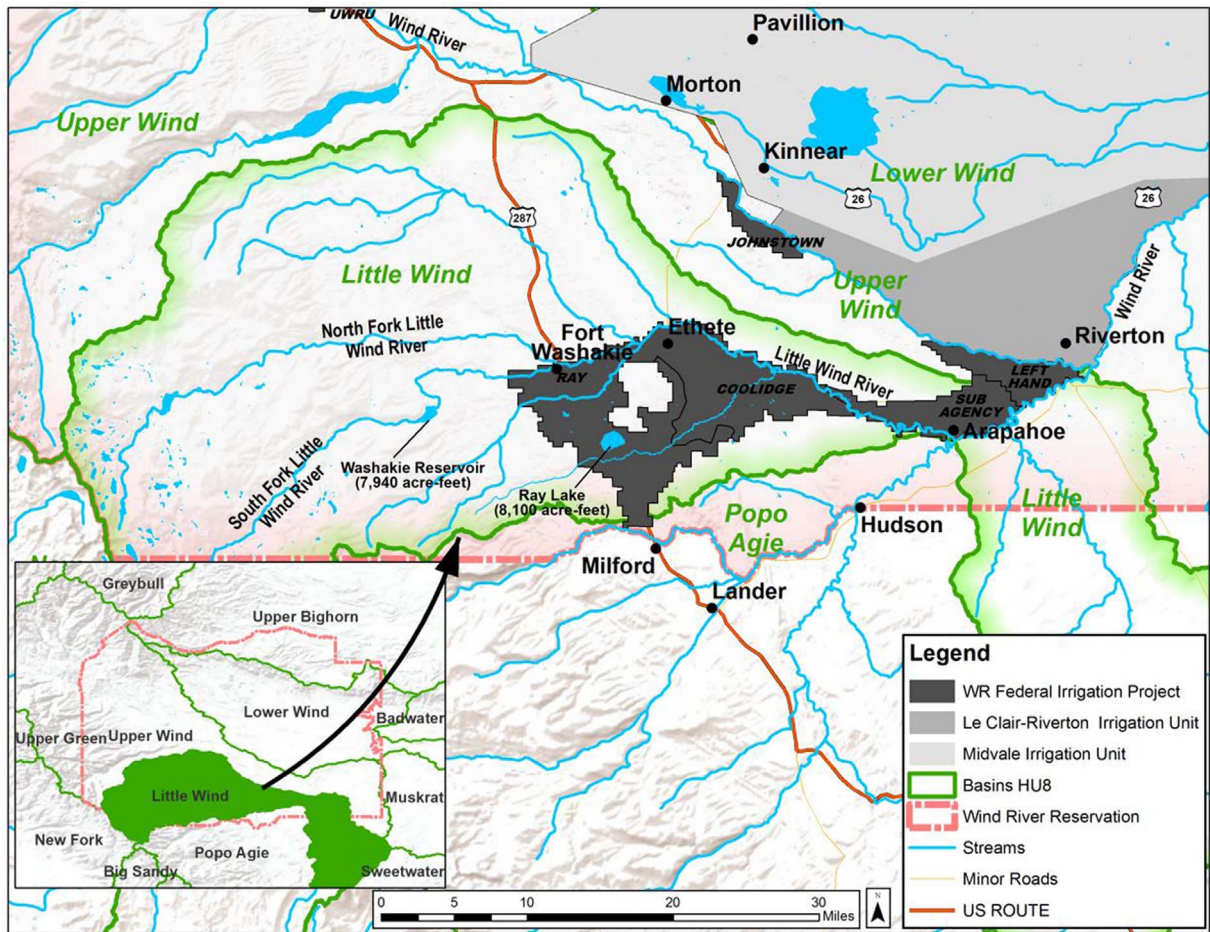 UWRU
Wind River
Pavillion
Morton
Upper Wind
Kinnear
Lower Wind
26
26
287
JOHNSTOWN
Little Wind
Upper
Wind
Wind River
North Fork Little
Wind River
Fort
Washakie
Ethete
Riverton
RAY
COOLIDGE
Little Wind River
LEFT
HAND
SUB
AGENCY
Arapahoe
Washakie Reservoir
(7,940 acre-feet)
South Fork Little
Wind River
Ray Lake
(8,100 acre-feet)
Popo
Agie
Hudson
Little
Wind
Milford
Lander
Greybull
Upper Bighorn
Lower Wind
Badwater
Upper Green
Upper Wind
Little Wind
Muskrat
New Fork
Popo Agie
Big Sandy
Sweetwater
Legend
WR Federal Irrigation Project
Le Clair-Riverton Irrigation Unit
Midvale Irrigation Unit
Basins HU8
Wind River Reservation
Streams
Minor Roads
US ROUTE
0 5 10 20 30
Miles
N